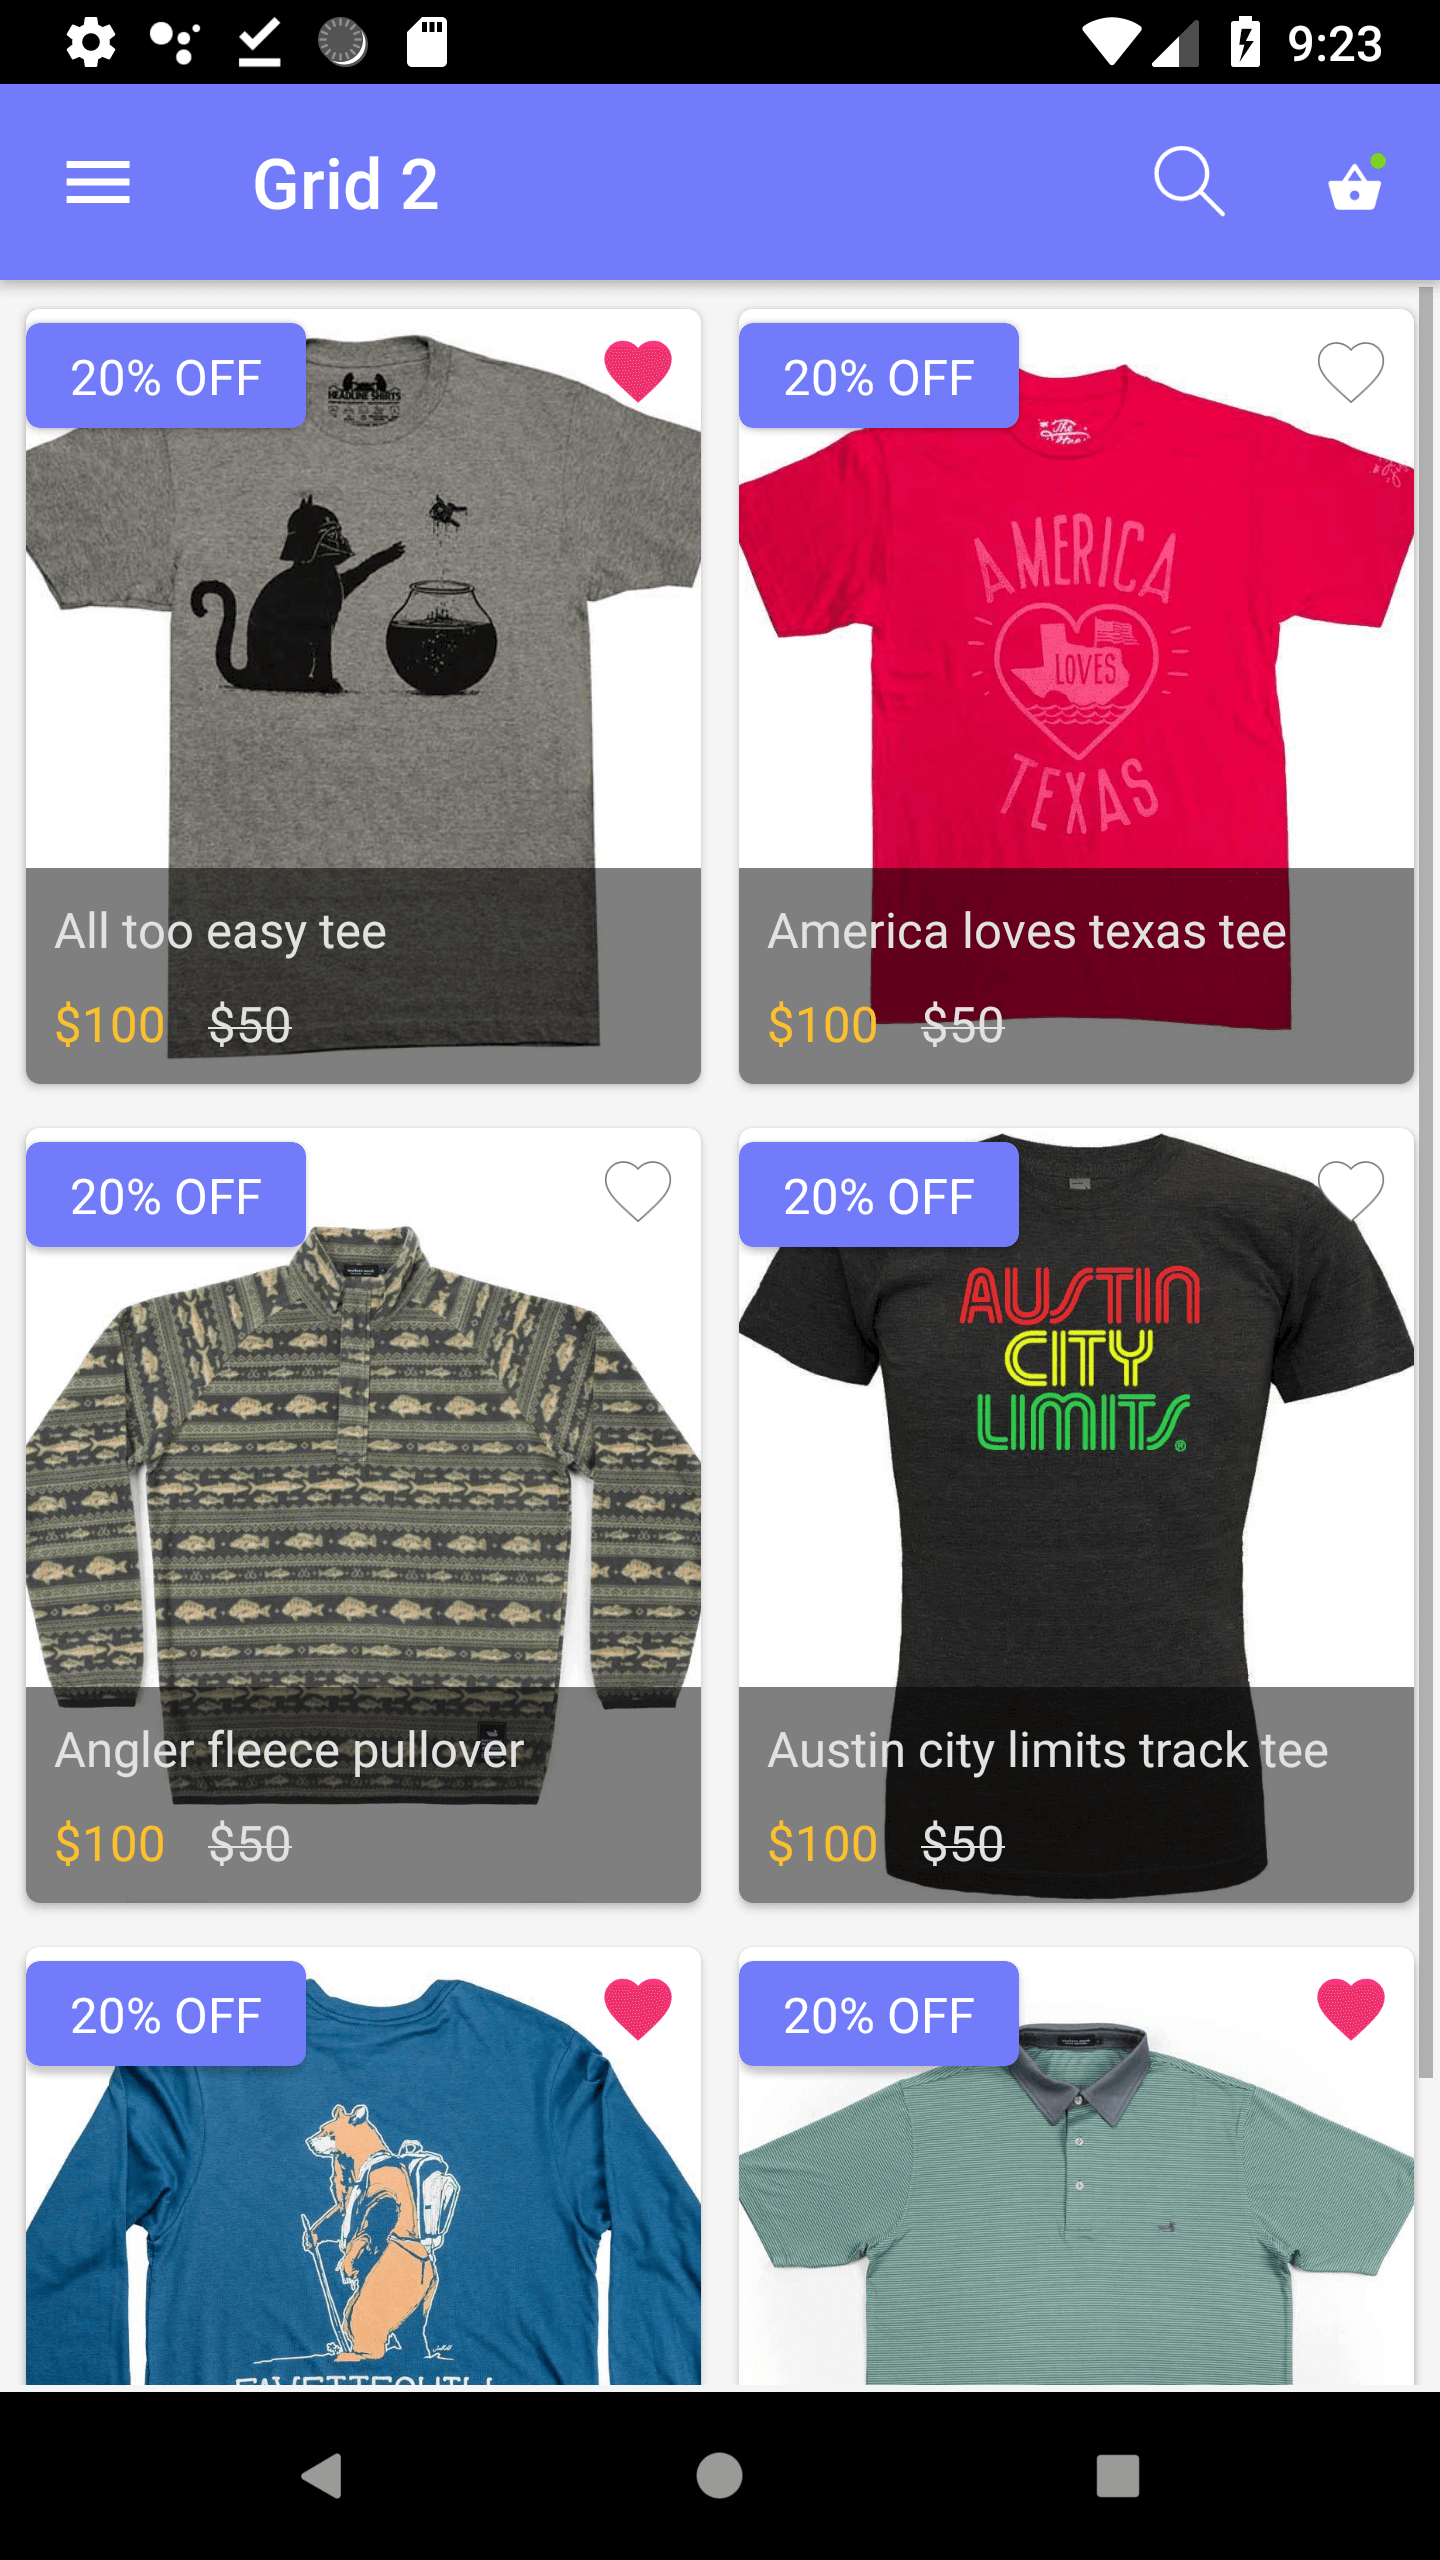 9:23
Grid 2
20% OFF
HEADLINE SHIRTS
All too easy tee
$100 $50
20% OFF
The
AMERICA
LOVES
TEXAS
America loves texas tee
$100 $50
20% OFF
Angler fleece pullover
$100 $50
20% OFF
AUSTIN
CITY
LIMITS®
Austin city limits track tee
$100 $50
20% OFF
20% OFF